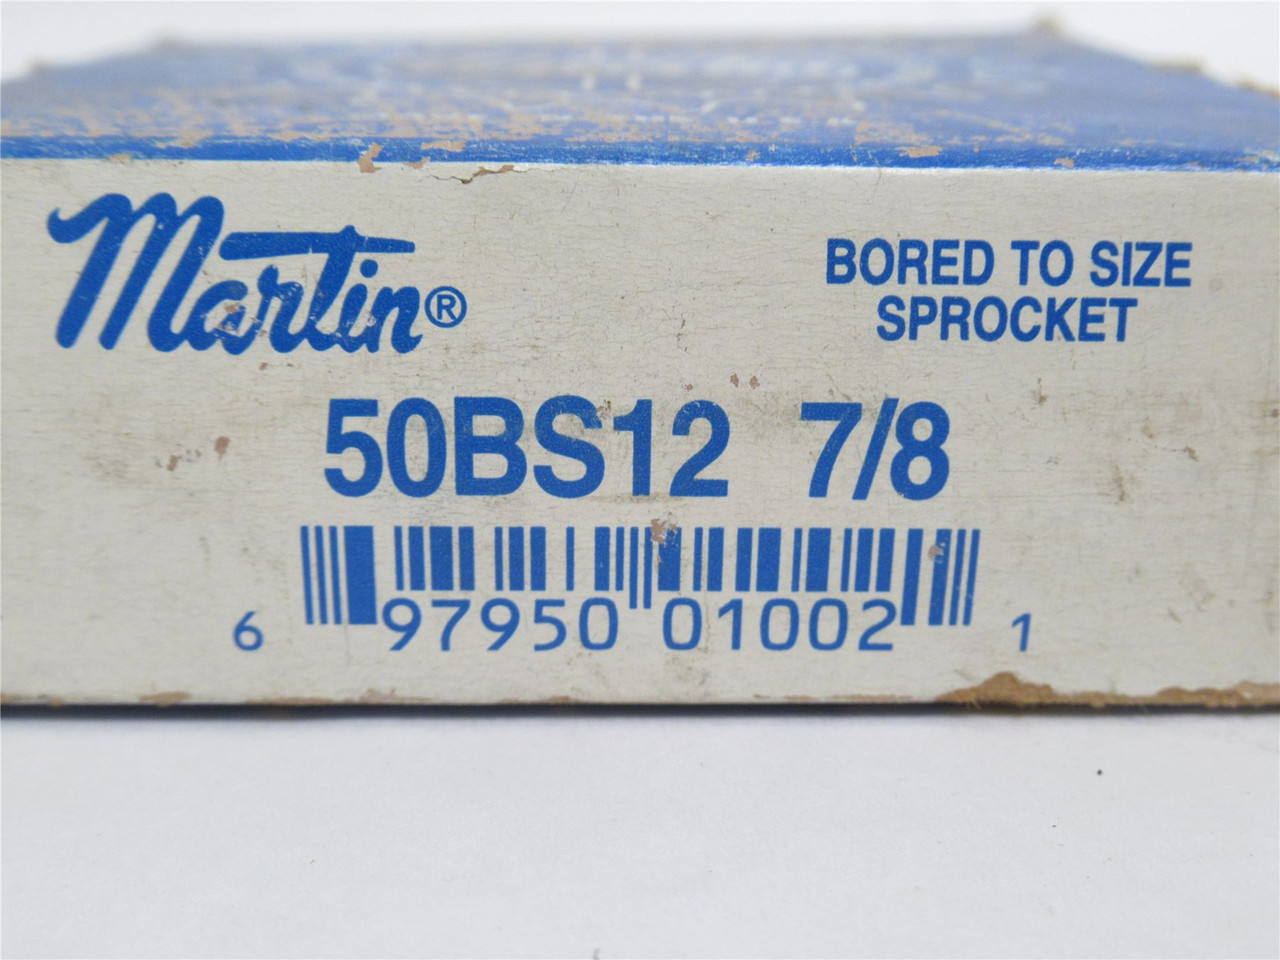 Martin®
BORED TO SIZE
SPROCKET
50BS12 7/8
6 97950 01002 1